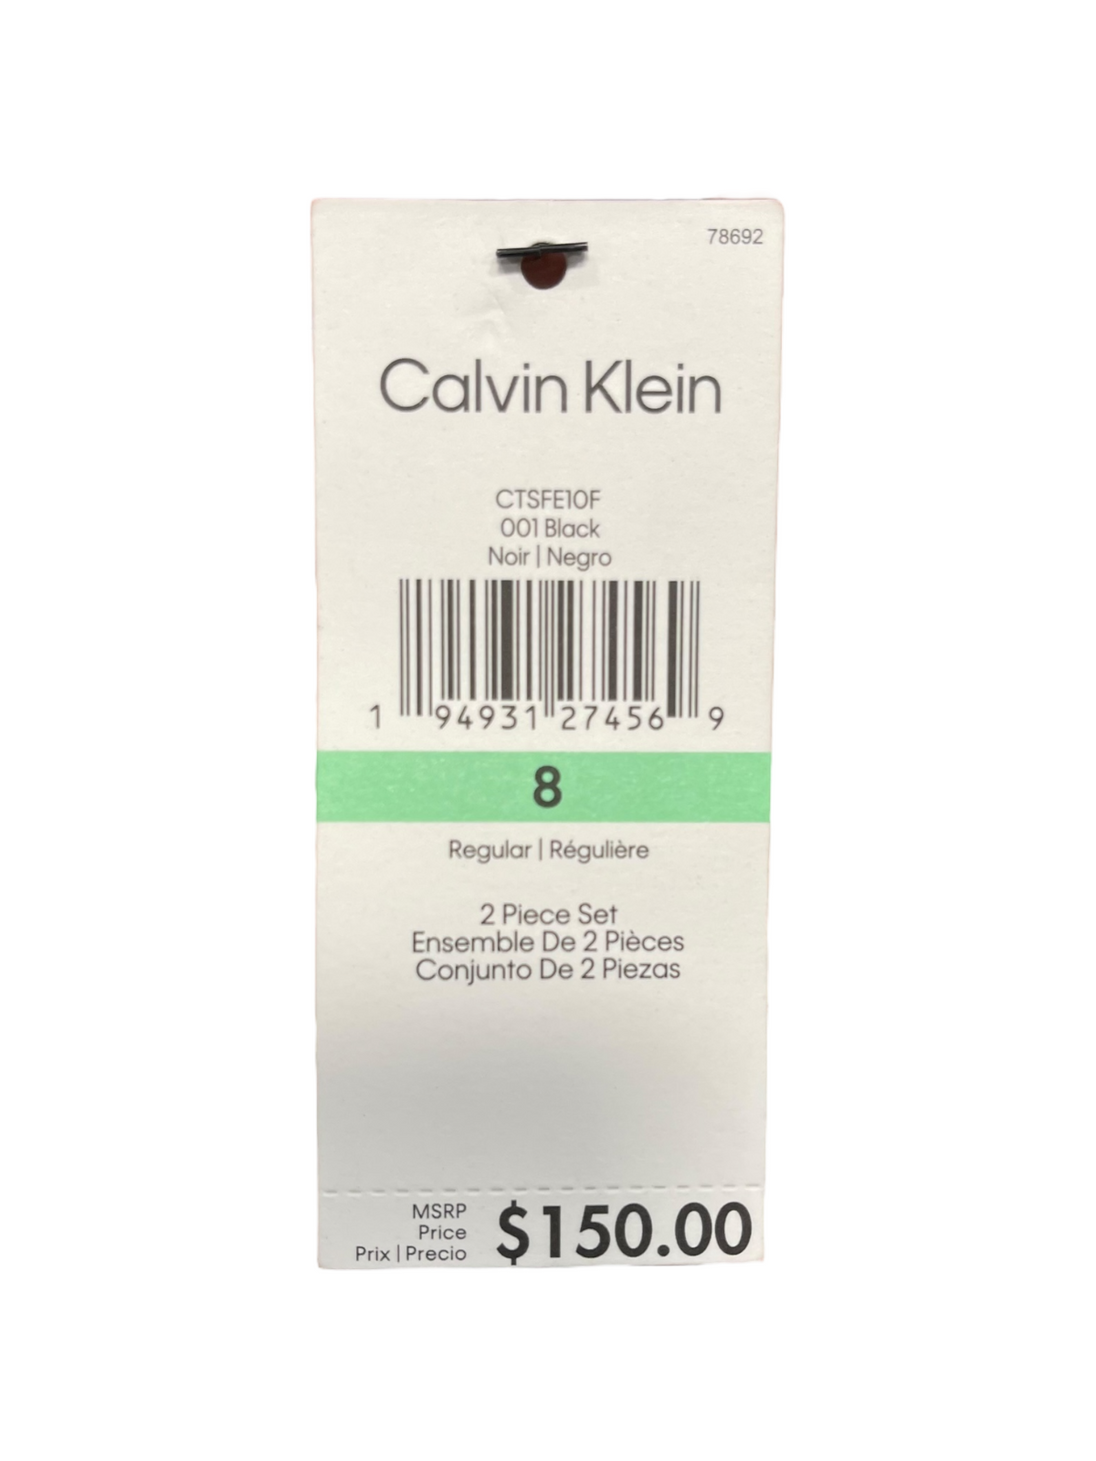 78692
Calvin Klein
CTSFE10F
001 Black
Noir | Negro
1 94931 27456 9
8
Regular | Régulière
2 Piece Set
Ensemble De 2 Pièces
Conjunto De 2 Piezas
MSRP
Price
Prix | Precio
$150.00